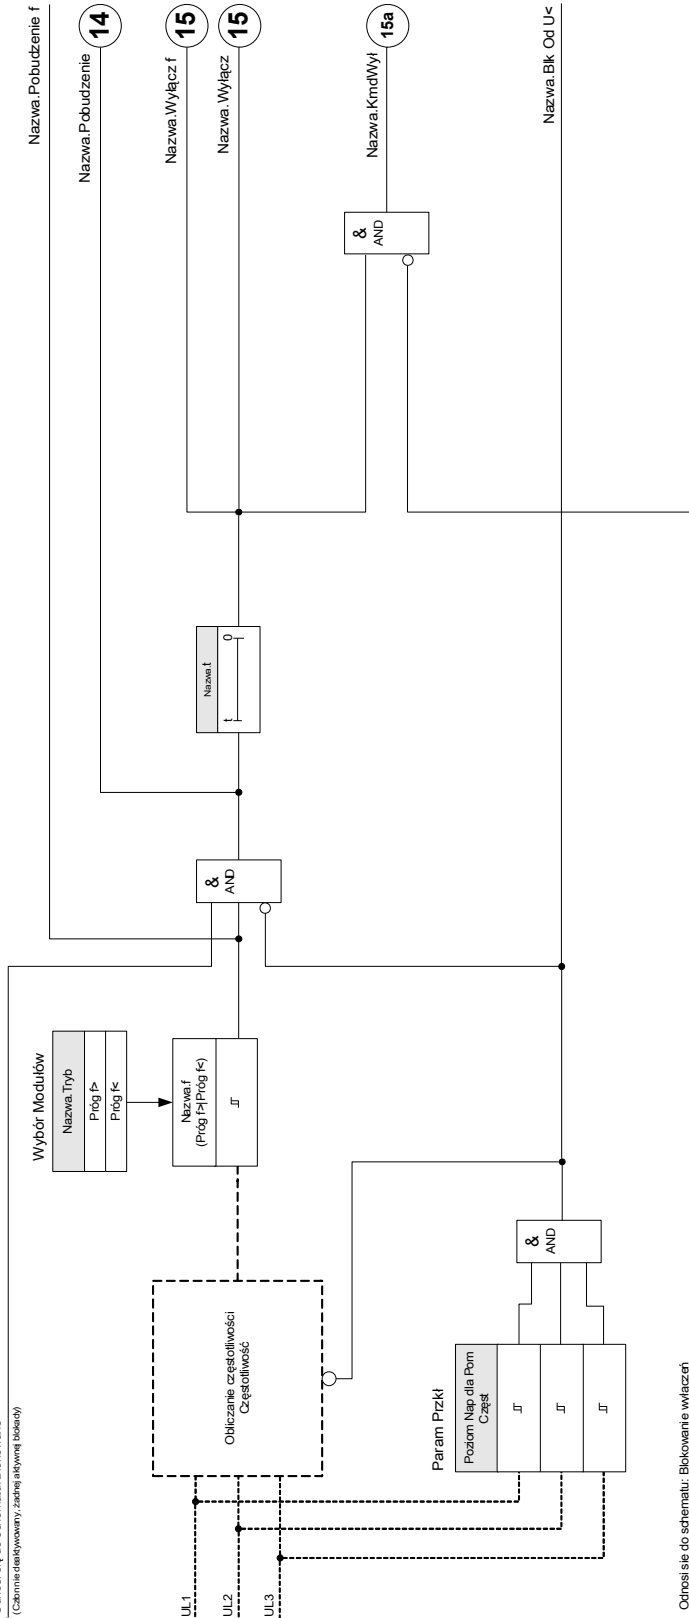 Nazwa.Pobudzenie f
14
Nazwa.Pobudzenie
15
Nazwa.Wyłącz f
15
Nazwa. Wyłącz
15a
Nazwa.KmdWył
Nazwa.Blk Od U<
&
AND
Nazwa.t
t
0
&
AND
Wybór Modułów
Nazwa.Tryb
Próg f>
Próg f<
Nazwa.f
(Próg f>|Próg f<)
Obliczanie częstotliwości
Częstotliwość
&
AND
Param Przkł
Poziom Nap dla Pom
Częst
UL1
UL2
UL3
(Człon nie deaktywowany, żadnej aktywnej blokady)
Odnosi się do schematu: Blokowanie wyłączeń